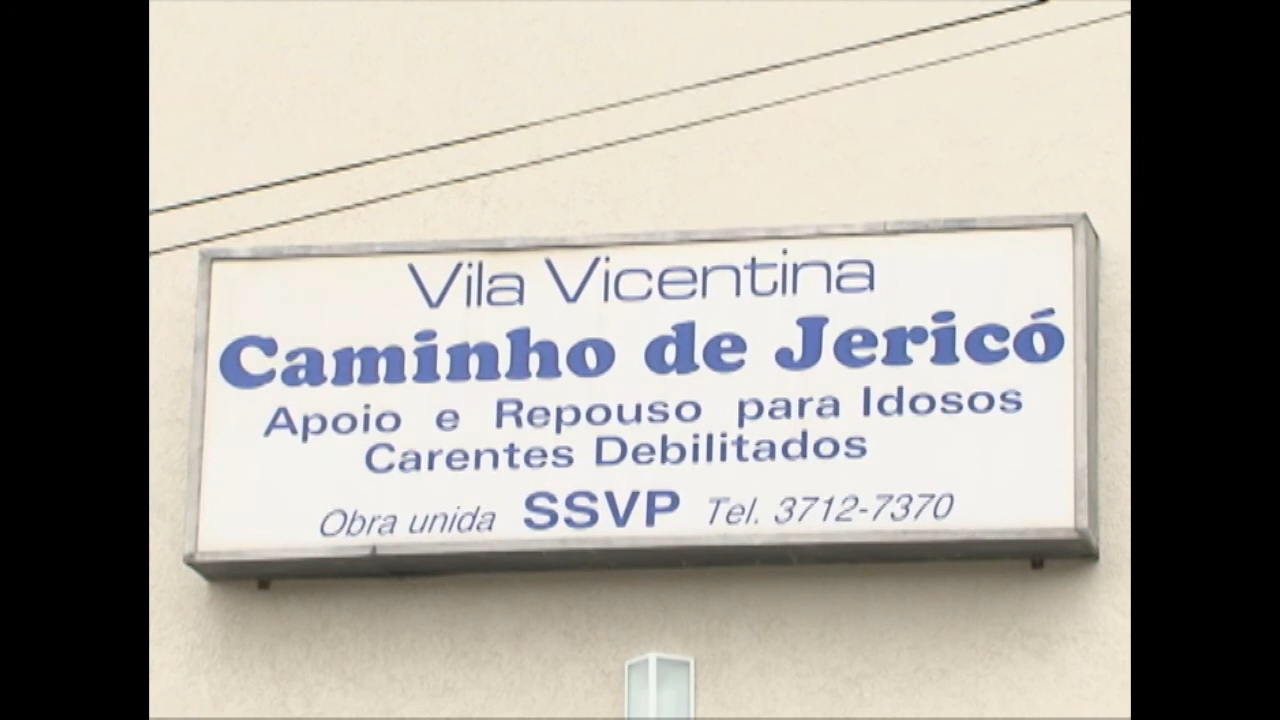 Vila Vicentina
Caminho de Jericó
Apoio e Repouso para Idosos
Carentes Debilitados
Obra unida SSVP Tel. 3712-7370